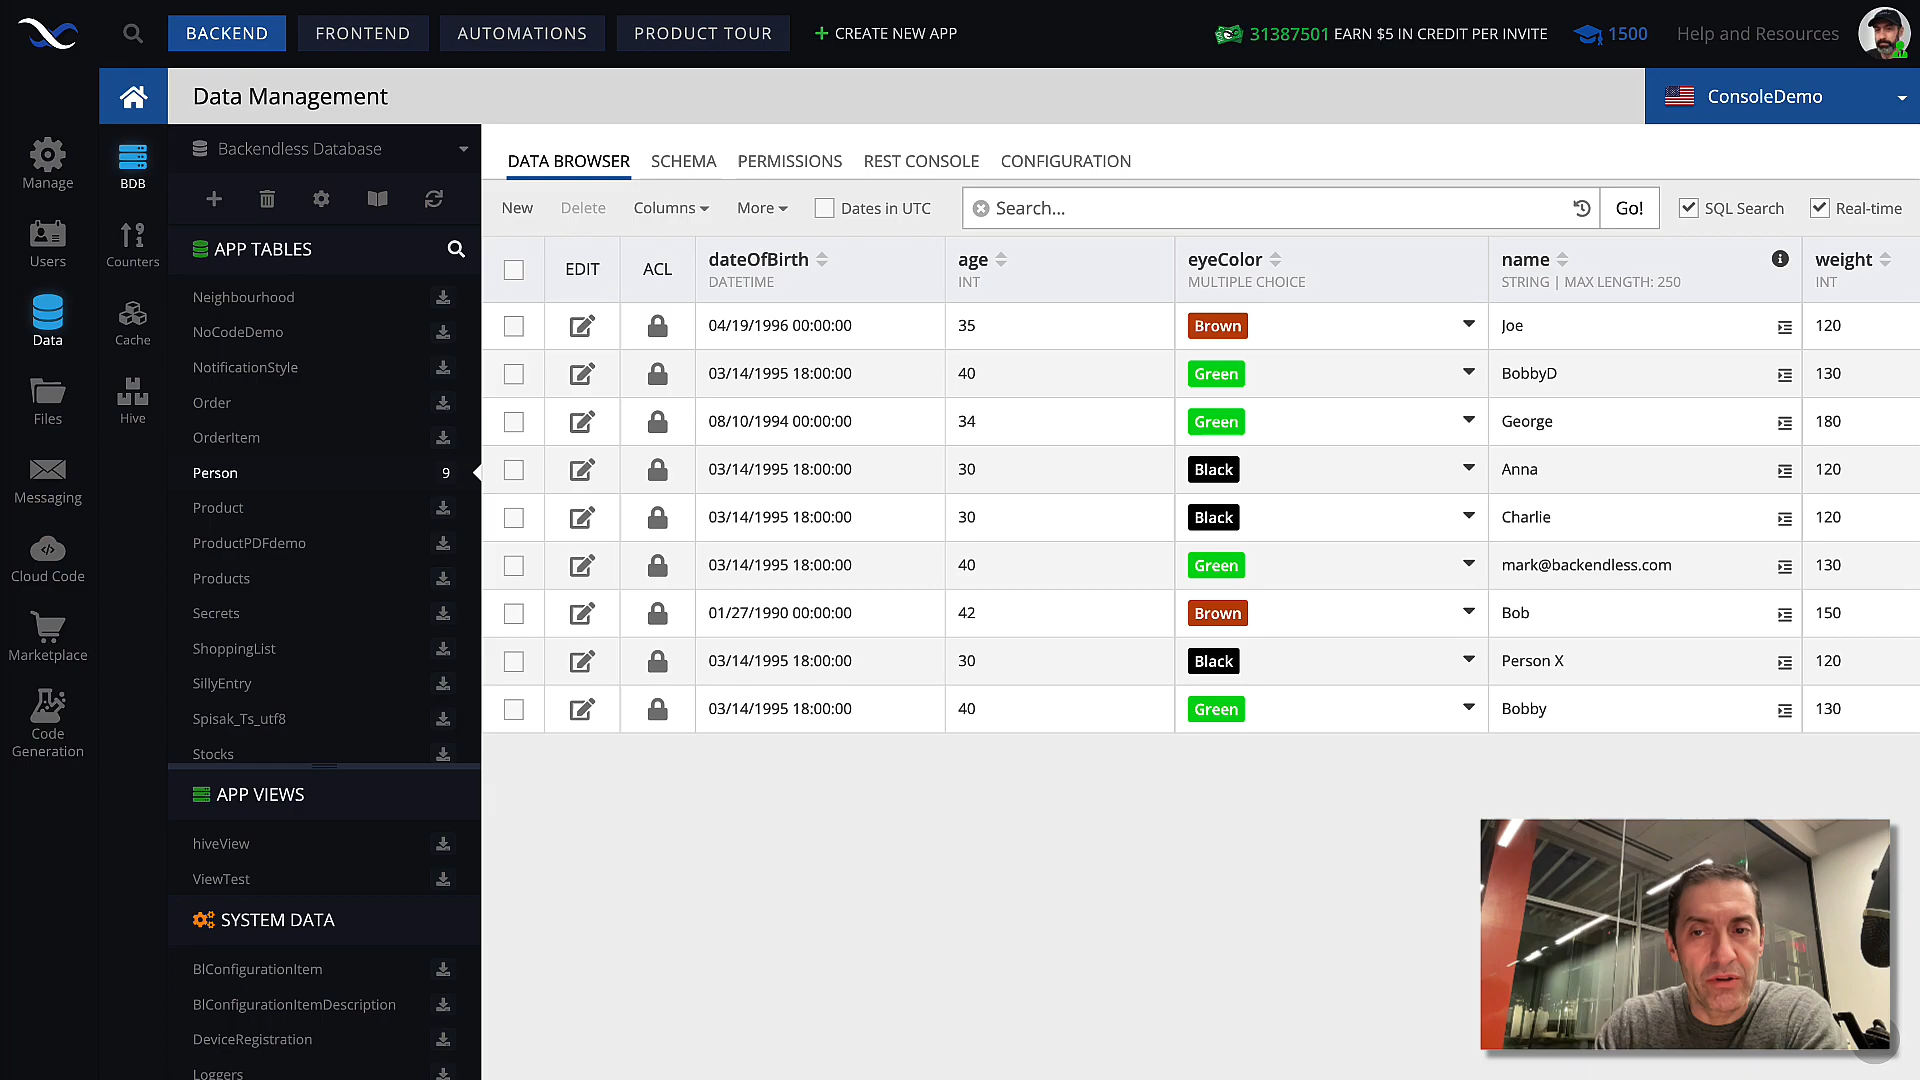 BACKEND
FRONTEND
AUTOMATIONS
PRODUCT TOUR
+ CREATE NEW APP
31387501 EARN $5 IN CREDIT PER INVITE
1500
Help and Resources
Data Management
ConsoleDemo
Manage
Users
Data
Files
Messaging
Cloud Code
Marketplace
Code
Generation
BDB
Counters
Cache
Hive
Backendless Database
APP TABLES
Neighbourhood
NoCodeDemo
NotificationStyle
Order
OrderItem
Person 9
Product
ProductPDFdemo
Products
Secrets
ShoppingList
SillyEntry
Spisak_Ts_utf8
Stocks
APP VIEWS
hiveView
ViewTest
SYSTEM DATA
BlConfigurationItem
BlConfigurationItemDescription
DeviceRegistration
Loggers
DATA BROWSER SCHEMA PERMISSIONS REST CONSOLE CONFIGURATION
New Delete Columns More Dates in UTC Search... Go! SQL Search Real-time
EDIT ACL dateOfBirth age eyeColor name weight
DATETIME INT MULTIPLE CHOICE STRING | MAX LENGTH: 250 INT
04/19/1996 00:00:00 35 Brown Joe 120
03/14/1995 18:00:00 40 Green BobbyD 130
08/10/1994 00:00:00 34 Green George 180
03/14/1995 18:00:00 30 Black Anna 120
03/14/1995 18:00:00 30 Black Charlie 120
03/14/1995 18:00:00 40 Green mark@backendless.com 130
01/27/1990 00:00:00 42 Brown Bob 150
03/14/1995 18:00:00 30 Black Person X 120
03/14/1995 18:00:00 40 Green Bobby 130